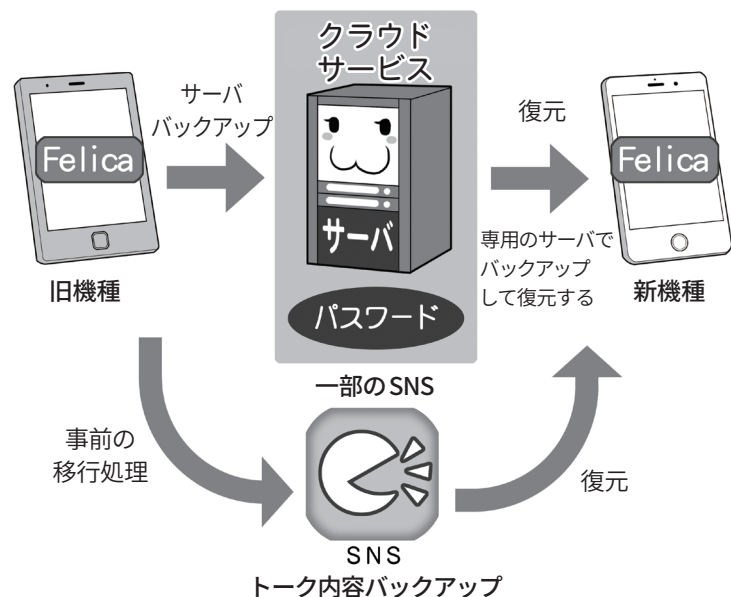 クラウド
サービス
サーバ
バックアップ
復元
Felica
Felica
サーバ
専用のサーバで
バックアップ
して復元する
旧機種
新機種
パスワード
一部のSNS
事前の
移行処理
復元
SNS
トーク内容バックアップ